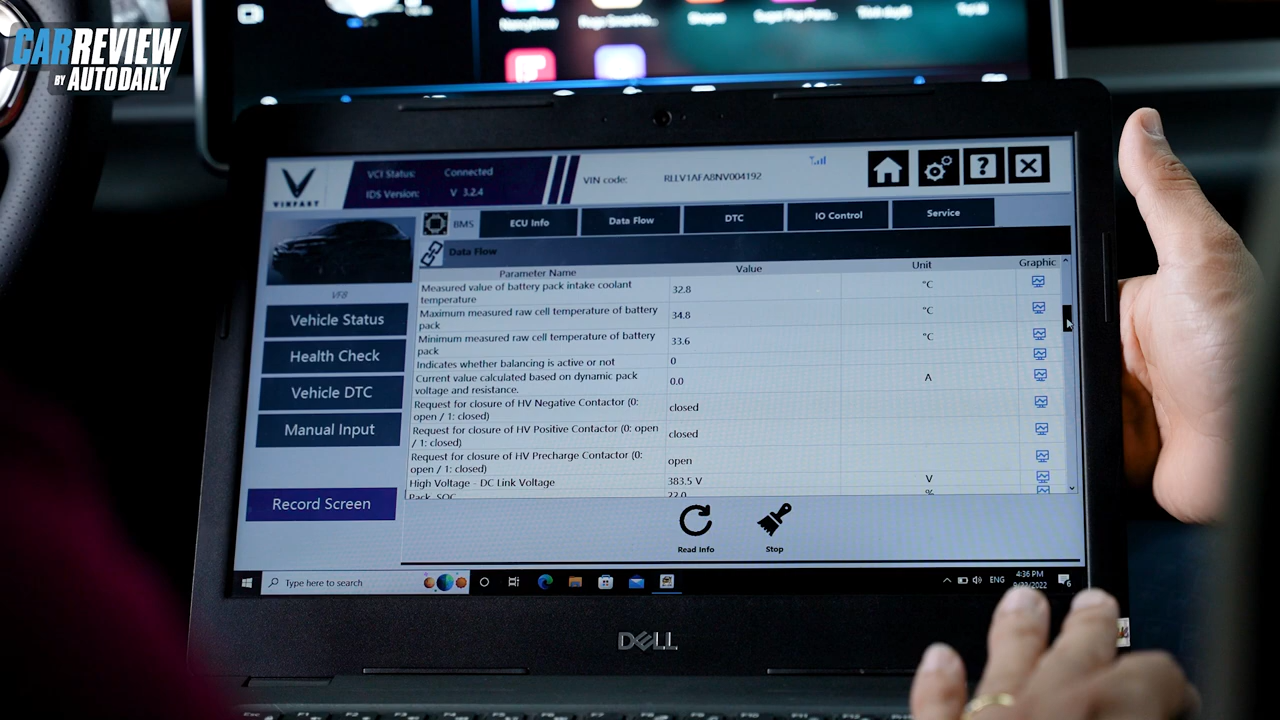 CARREVIEW
BY AUTODAILY
VINFAST
VCI Status: Connected
IDS Version: V 3.2.4
VIN code: RLLV1AFA8NV004192
BMS
ECU Info
Data Flow
DTC
IO Control
Service
Data Flow
VF8
Vehicle Status
Health Check
Vehicle DTC
Manual Input
Record Screen
Parameter Name Value Unit Graphic
Measured value of battery pack intake coolant
temperature 32.8 °C
Maximum measured raw cell temperature of battery
pack 34.8 °C
Minimum measured raw cell temperature of battery
pack 33.6 °C
Indicates whether balancing is active or not 0
Current value calculated based on dynamic pack
voltage and resistance. 0.0 A
Request for closure of HV Negative Contactor (0:
open / 1: closed) closed
Request for closure of HV Positive Contactor (0: open
/ 1: closed) closed
Request for closure of HV Precharge Contactor (0:
open / 1: closed) open
High Voltage - DC Link Voltage 383.5 V V
Pack SOC 22.0 %
Read Info
Stop
Type here to search
ENG
4:36 PM
DELL